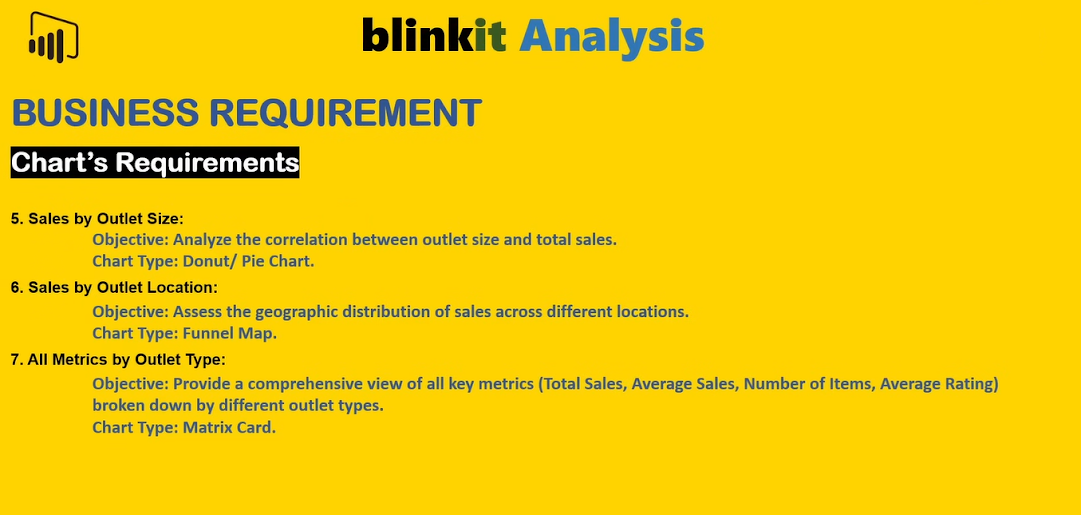 blinkit Analysis
BUSINESS REQUIREMENT
Chart's Requirements
5. Sales by Outlet Size:
Objective: Analyze the correlation between outlet size and total sales.
Chart Type: Donut/ Pie Chart.
6. Sales by Outlet Location:
Objective: Assess the geographic distribution of sales across different locations.
Chart Type: Funnel Map.
7. All Metrics by Outlet Type:
Objective: Provide a comprehensive view of all key metrics (Total Sales, Average Sales, Number of Items, Average Rating)
broken down by different outlet types.
Chart Type: Matrix Card.